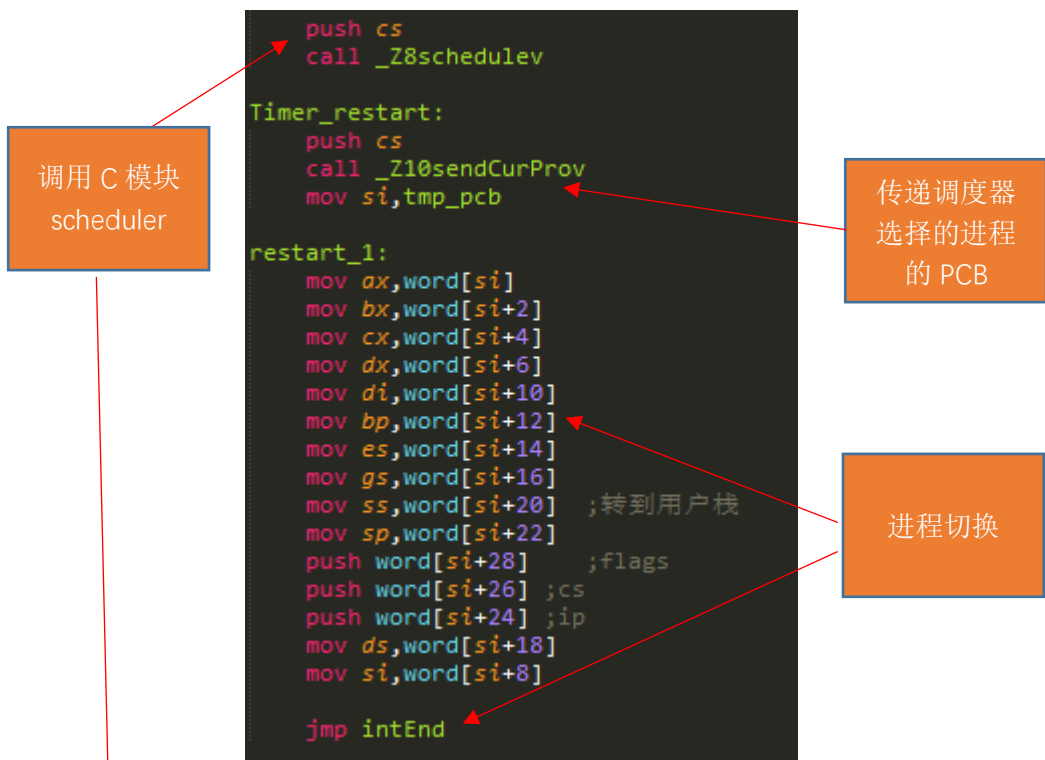 push cs
call _Z8schedulev
Timer_restart:
push cs
call _Z10sendCurProv
mov si,tmp_pcb
restart_1:
mov ax,word[si]
mov bx,word[si+2]
mov cx,word[si+4]
mov dx,word[si+6]
mov di,word[si+10]
mov bp,word[si+12]
mov es,word[si+14]
mov gs,word[si+16]
mov ss,word[si+20] ;转到用户栈
mov sp,word[si+22]
push word[si+28] ;flags
push word[si+26] ;cs
push word[si+24] ;ip
mov ds,word[si+18]
mov si,word[si+8]
jmp intEnd
调用 C 模块
scheduler
传递调度器
选择的进程
的 PCB
进程切换